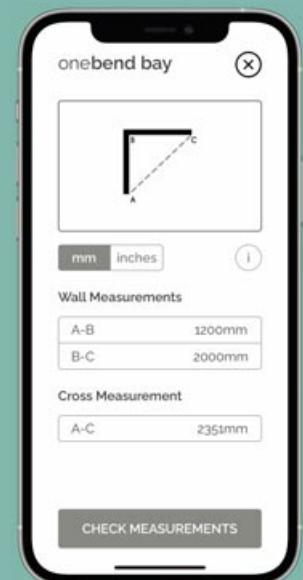 onebend bay
B
C
A
mm inches i
Wall Measurements
A-B 1200mm
B-C 2000mm
Cross Measurement
A-C 2351mm
CHECK MEASUREMENTS